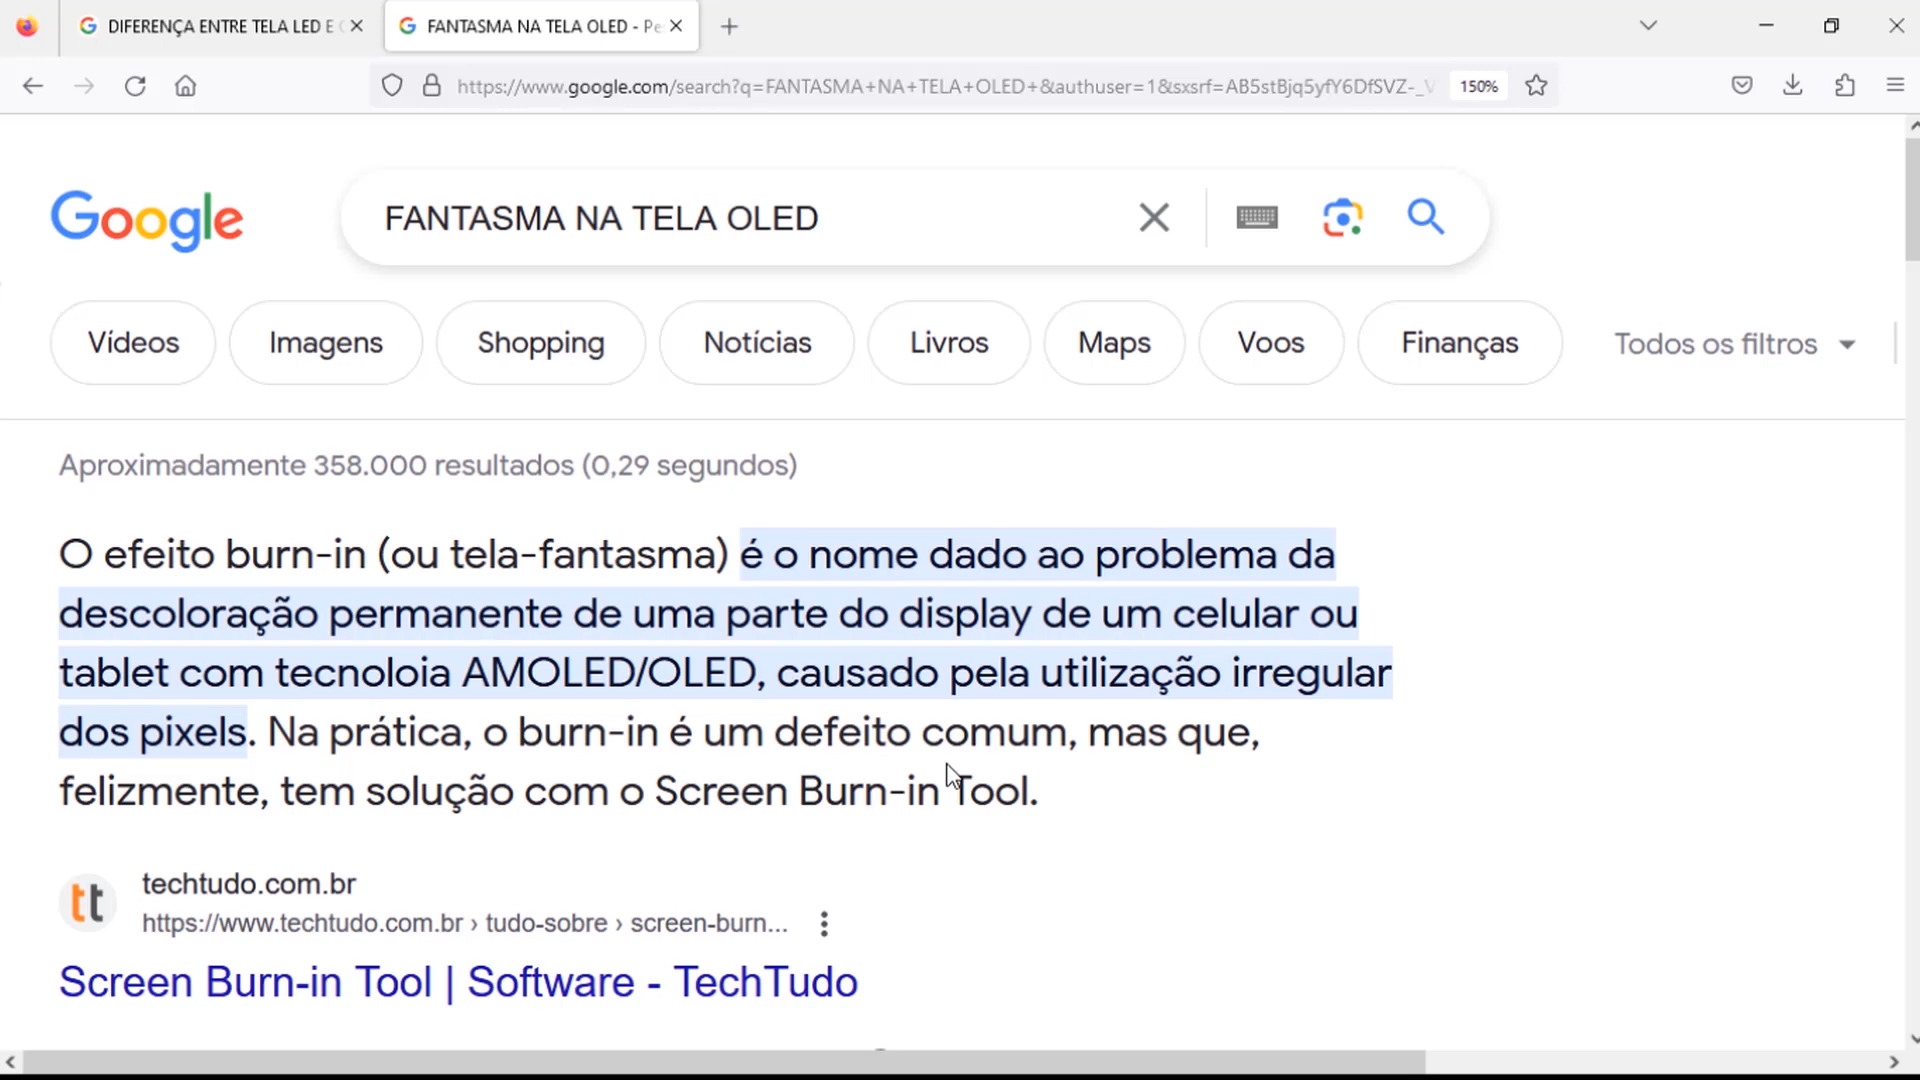 DIFERENÇA ENTRE TELA LED E
FANTASMA NA TELA OLED - Pe
https://www.google.com/search?q=FANTASMA+NA+TELA+OLED+&authuser=1&sxsrf=AB5stBjq5yfY6DfSVZ-_V
150%
Google
FANTASMA NA TELA OLED
Vídeos
Imagens
Shopping
Notícias
Livros
Maps
Voos
Finanças
Todos os filtros
Aproximadamente 358.000 resultados (0,29 segundos)
O efeito burn-in (ou tela-fantasma) é o nome dado ao problema da
descoloração permanente de uma parte do display de um celular ou
tablet com tecnoloia AMOLED/OLED, causado pela utilização irregular
dos pixels. Na prática, o burn-in é um defeito comum, mas que,
felizmente, tem solução com o Screen Burn-in Tool.
tt
techtudo.com.br
https://www.techtudo.com.br › tudo-sobre › screen-burn...
Screen Burn-in Tool | Software - TechTudo